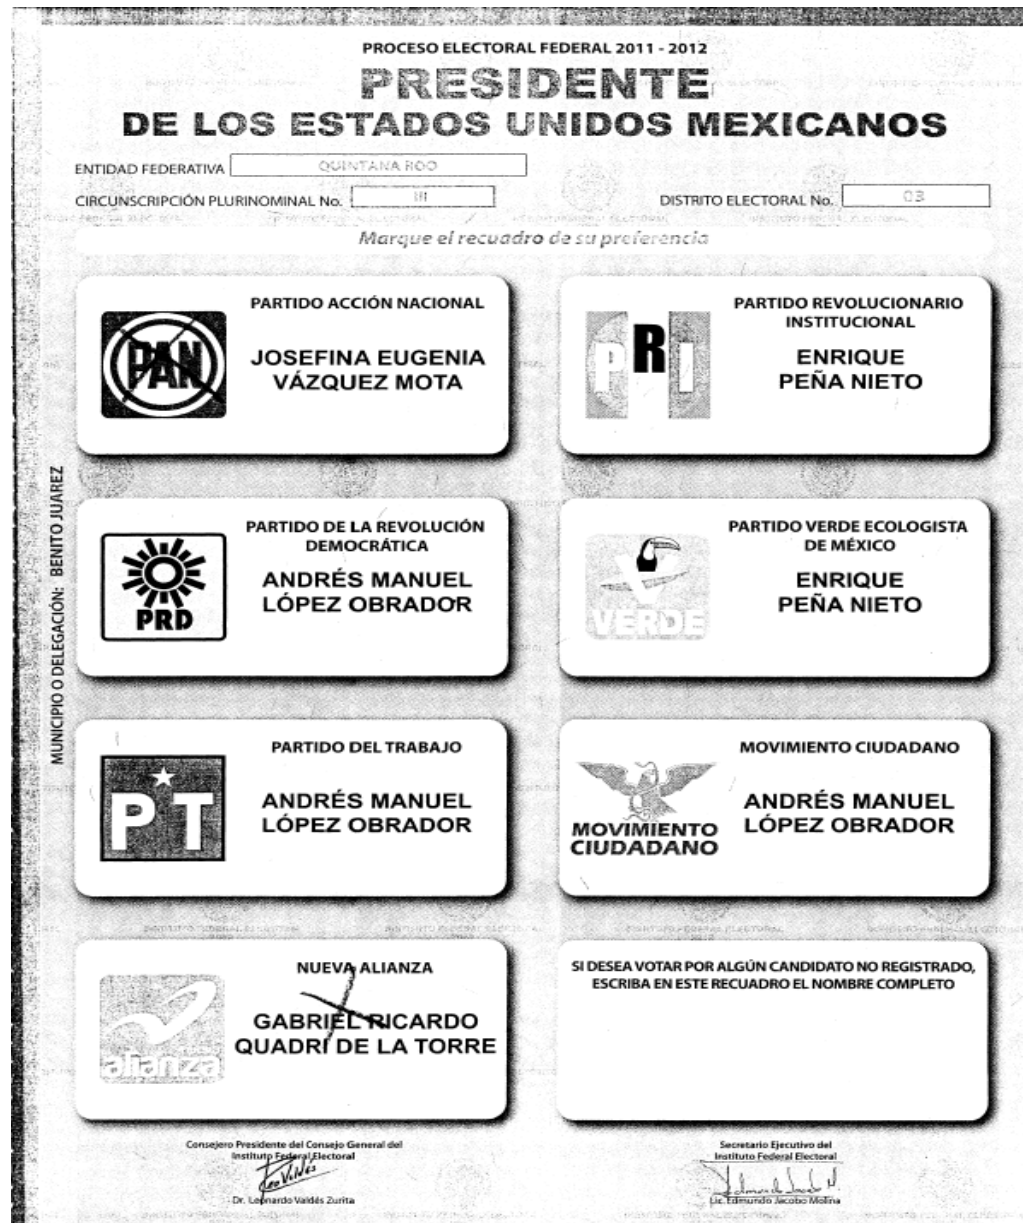 PROCESO ELECTORAL FEDERAL 2011 - 2012
PRESIDENTE
DE LOS ESTADOS UNIDOS MEXICANOS
ENTIDAD FEDERATIVA QUINTANA ROO
CIRCUNSCRIPCIÓN PLURINOMINAL No. III
DISTRITO ELECTORAL No. 03
Marque el recuadro de su preferencia
MUNICIPIO O DELEGACIÓN: BENITO JUAREZ
PAN
PARTIDO ACCIÓN NACIONAL
JOSEFINA EUGENIA
VÁZQUEZ MOTA
PRI
PARTIDO REVOLUCIONARIO
INSTITUCIONAL
ENRIQUE
PEÑA NIETO
PRD
PARTIDO DE LA REVOLUCIÓN
DEMOCRÁTICA
ANDRÉS MANUEL
LÓPEZ OBRADOR
VERDE
PARTIDO VERDE ECOLOGISTA
DE MÉXICO
ENRIQUE
PEÑA NIETO
PT
PARTIDO DEL TRABAJO
ANDRÉS MANUEL
LÓPEZ OBRADOR
MOVIMIENTO
CIUDADANO
MOVIMIENTO CIUDADANO
ANDRÉS MANUEL
LÓPEZ OBRADOR
alianza
NUEVA ALIANZA
GABRIEL RICARDO
QUADRI DE LA TORRE
SI DESEA VOTAR POR ALGÚN CANDIDATO NO REGISTRADO,
ESCRIBA EN ESTE RECUADRO EL NOMBRE COMPLETO
Consejero Presidente del Consejo General del
Instituto Federal Electoral
Dr. Leonardo Valdés Zurita
Secretario Ejecutivo del
Instituto Federal Electoral
Lic. Edmundo Jacobo Molina